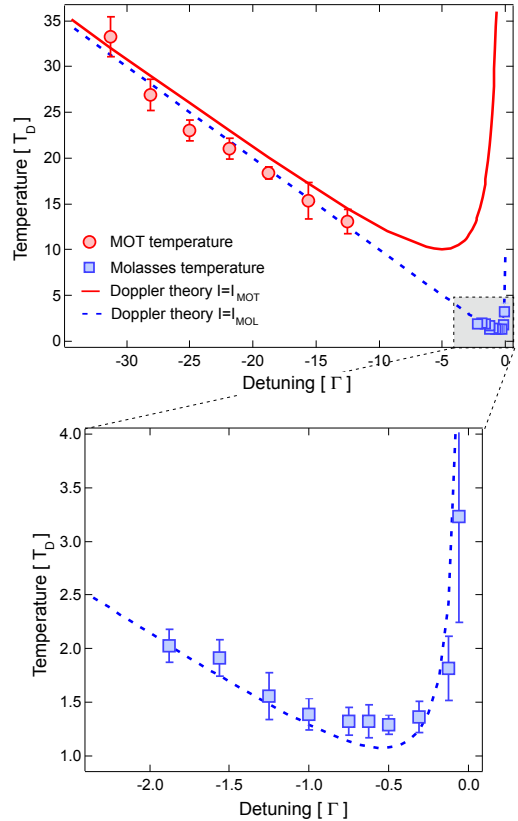 35
30
25
20
15
10
5
0
Temperature [ T_D ]
MOT temperature
Molasses temperature
Doppler theory I=I_MOT
Doppler theory I=I_MOL
-30 -25 -20 -15 -10 -5 0
Detuning [ Γ ]
4.0
3.5
3.0
2.5
2.0
1.5
1.0
Temperature [ T_D ]
-2.0 -1.5 -1.0 -0.5 0.0
Detuning [ Γ ]